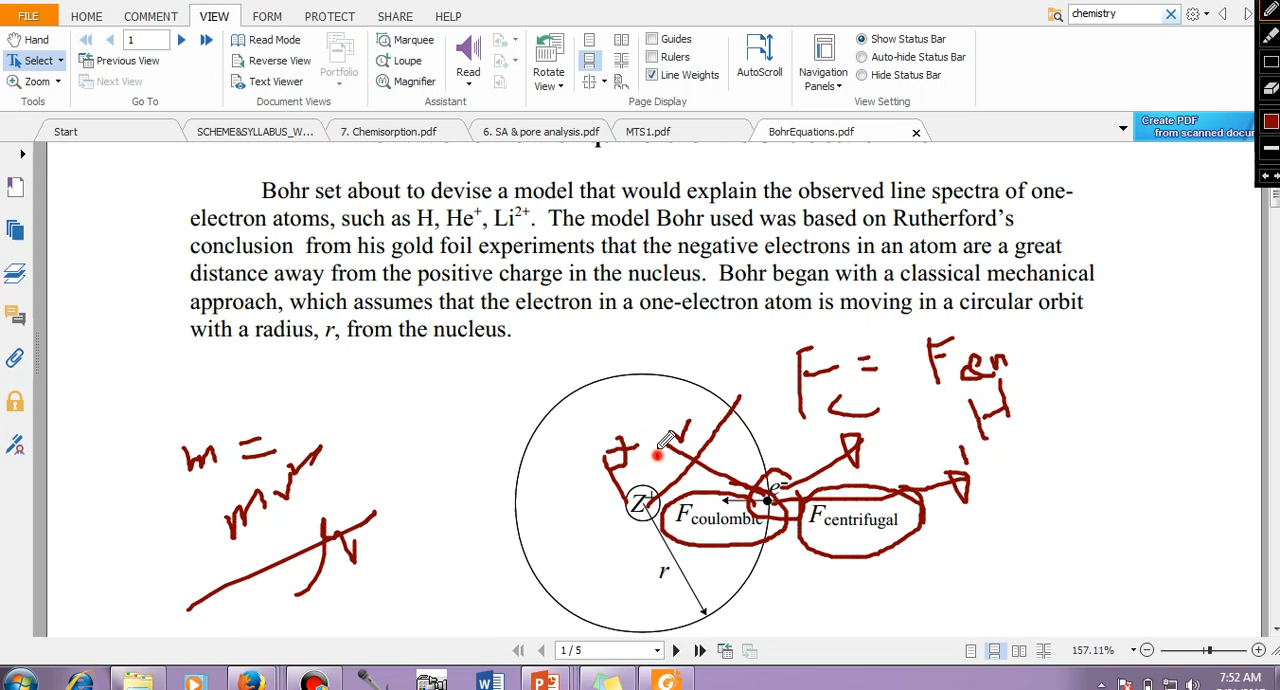 FILE HOME COMMENT VIEW FORM PROTECT SHARE HELP chemistry
Hand
Select
Zoom
Tools
1
Previous View
Next View
Go To
Read Mode
Reverse View
Text Viewer
Portfolio
Document Views
Marquee
Loupe
Magnifier
Read
Assistant
Rotate
View
Guides
Rulers
Line Weights
Page Display
AutoScroll
Navigation
Panels
Show Status Bar
Auto-hide Status Bar
Hide Status Bar
View Setting
Start SCHEME&SYLLABUS_W... 7. Chemisorption.pdf 6. SA & pore analysis.pdf MTS1.pdf BohrEquations.pdf
Create PDF
from scanned docum
Bohr set about to devise a model that would explain the observed line spectra of one-
electron atoms, such as H, He⁺, Li²⁺. The model Bohr used was based on Rutherford's
conclusion from his gold foil experiments that the negative electrons in an atom are a great
distance away from the positive charge in the nucleus. Bohr began with a classical mechanical
approach, which assumes that the electron in a one-electron atom is moving in a circular orbit
with a radius, r, from the nucleus.
F =
m =
e⁻
Z
F coulombic
F centrifugal
r
1 / 5
157.11%
7:52 AM